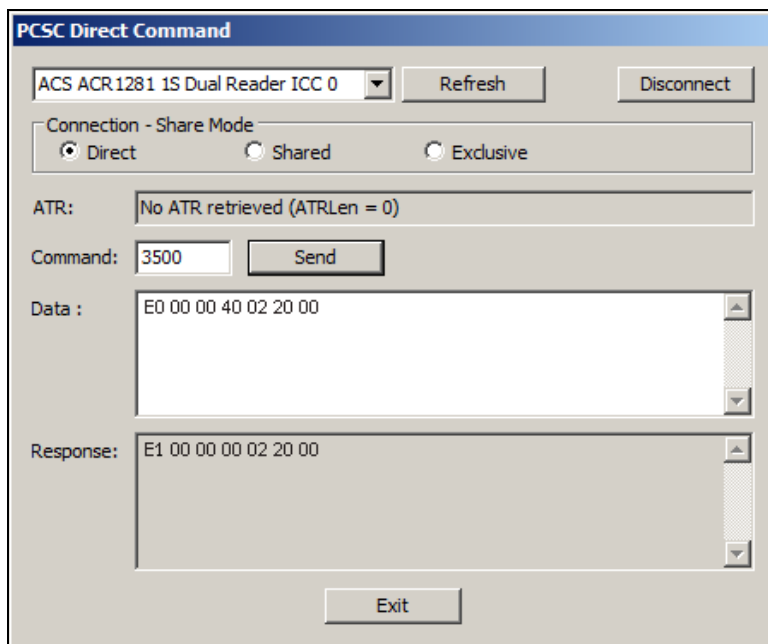 PCSC Direct Command
ACS ACR1281 1S Dual Reader ICC 0 Refresh Disconnect
Connection - Share Mode
Direct Shared Exclusive
ATR: No ATR retrieved (ATRLen = 0)
Command: 3500 Send
Data : E0 00 00 40 02 20 00
Response: E1 00 00 00 02 20 00
Exit